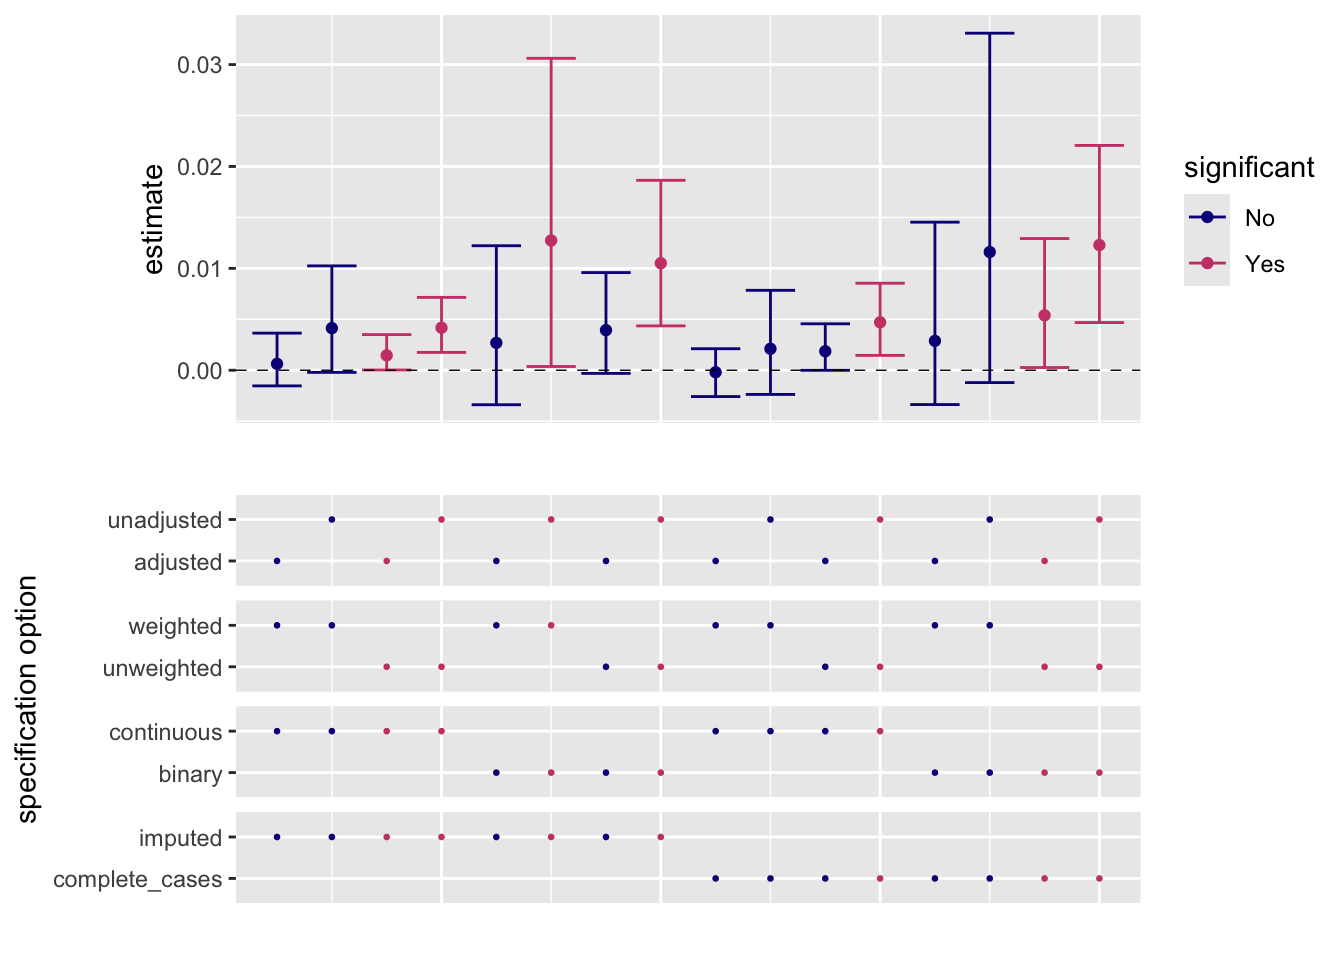 0.03
0.02
0.01
0.00
estimate
significant
No
Yes
unadjusted
adjusted
weighted
unweighted
continuous
binary
imputed
complete_cases
specification option